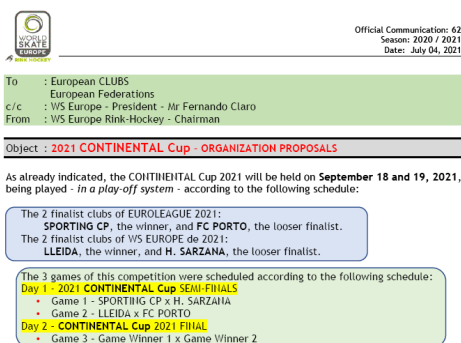 WORLD
SKATE
EUROPE
RINK HOCKEY
Official Communication: 62
Season: 2020 / 2021
Date: July 04, 2021
To : European CLUBS
European Federations
c/c : WS Europe - President - Mr Fernando Claro
From : WS Europe Rink-Hockey - Chairman
Object : 2021 CONTINENTAL Cup - ORGANIZATION PROPOSALS
As already indicated, the CONTINENTAL Cup 2021 will be held on September 18 and 19, 2021,
being played - in a play-off system - according to the following schedule:
The 2 finalist clubs of EUROLEAGUE 2021:
SPORTING CP, the winner, and FC PORTO, the looser finalist.
The 2 finalist clubs of WS EUROPE de 2021:
LLEIDA, the winner, and H. SARZANA, the looser finalist.
The 3 games of this competition were scheduled according to the following schedule:
Day 1 - 2021 CONTINENTAL Cup SEMI-FINALS
• Game 1 - SPORTING CP x H. SARZANA
• Game 2 - LLEIDA x FC PORTO
Day 2 - CONTINENTAL Cup 2021 FINAL
• Game 3 - Game Winner 1 x Game Winner 2